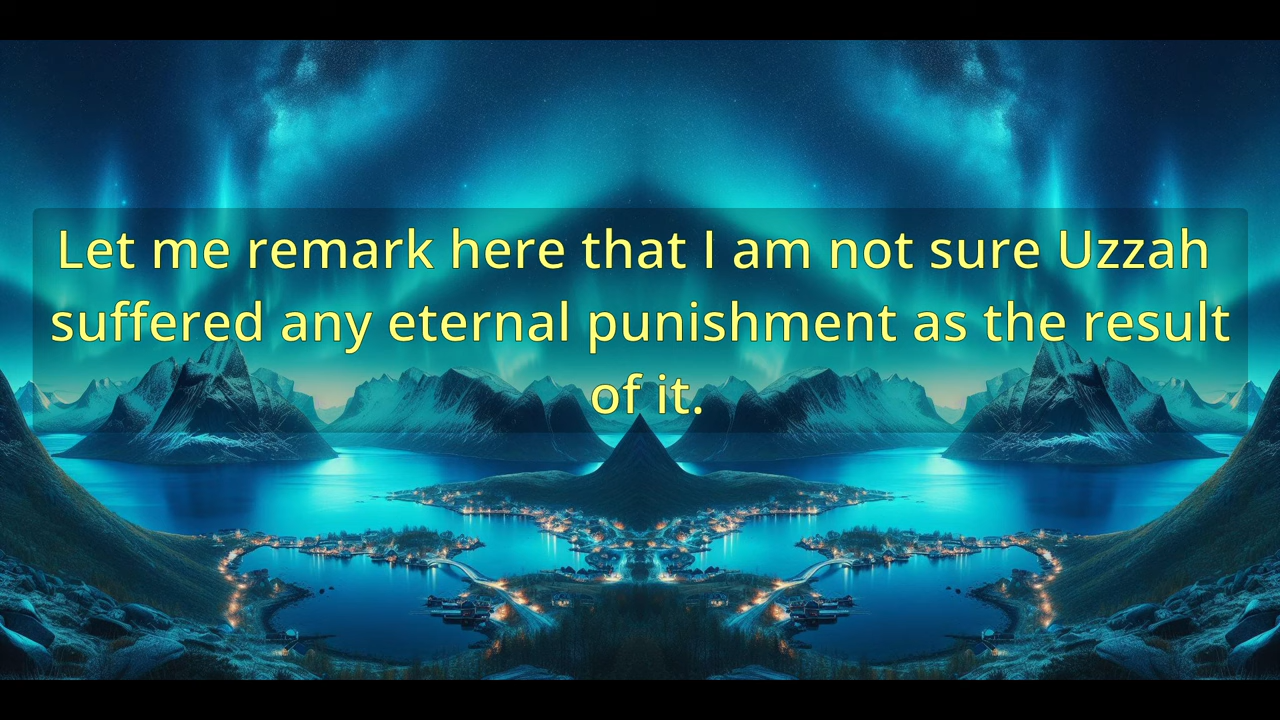 Let me remark here that I am not sure Uzzah
suffered any eternal punishment as the result
of it.